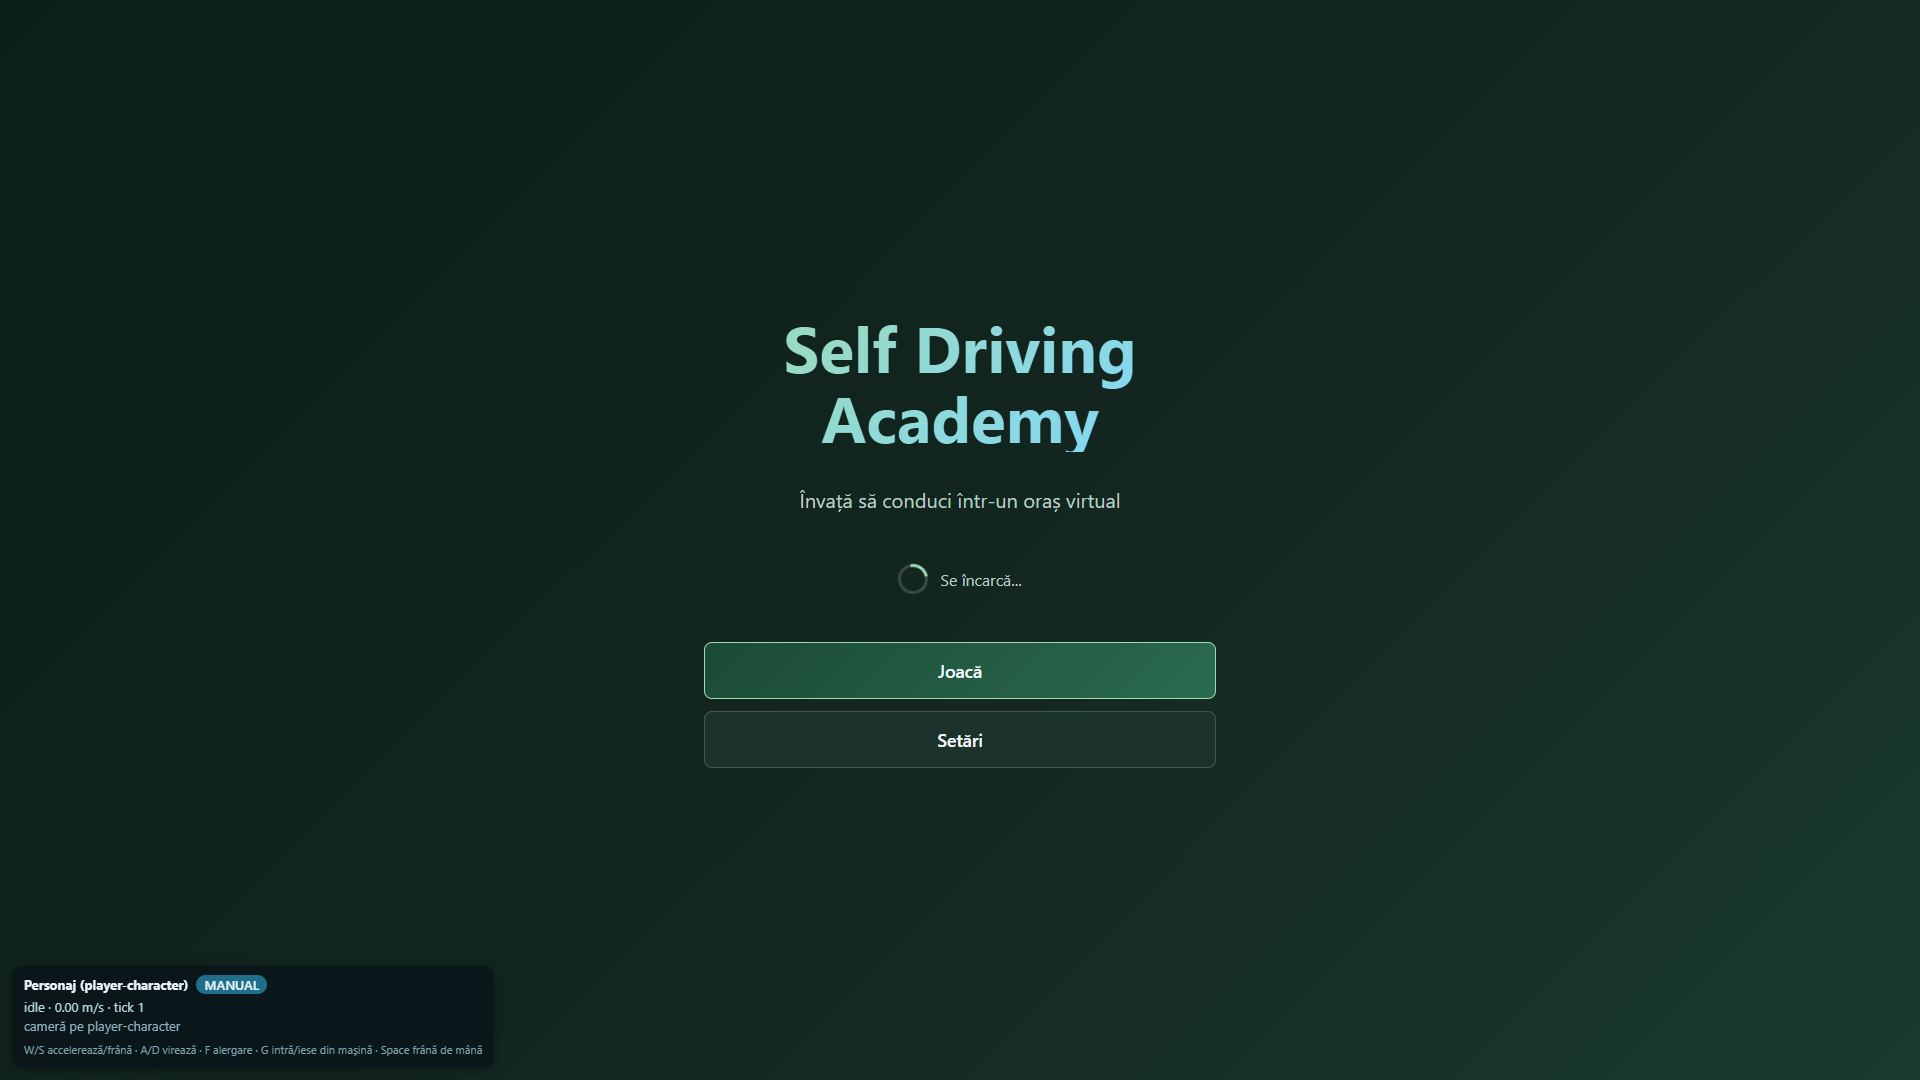 Self Driving
Academy
Învață să conduci într-un oraș virtual
Se încarcă...
Joacă
Setări
Personaj (player-character) MANUAL
idle · 0.00 m/s · tick 1
cameră pe player-character
W/S accelerează/frână · A/D virează · F alergare · G intră/iese din mașină · Space frână de mână